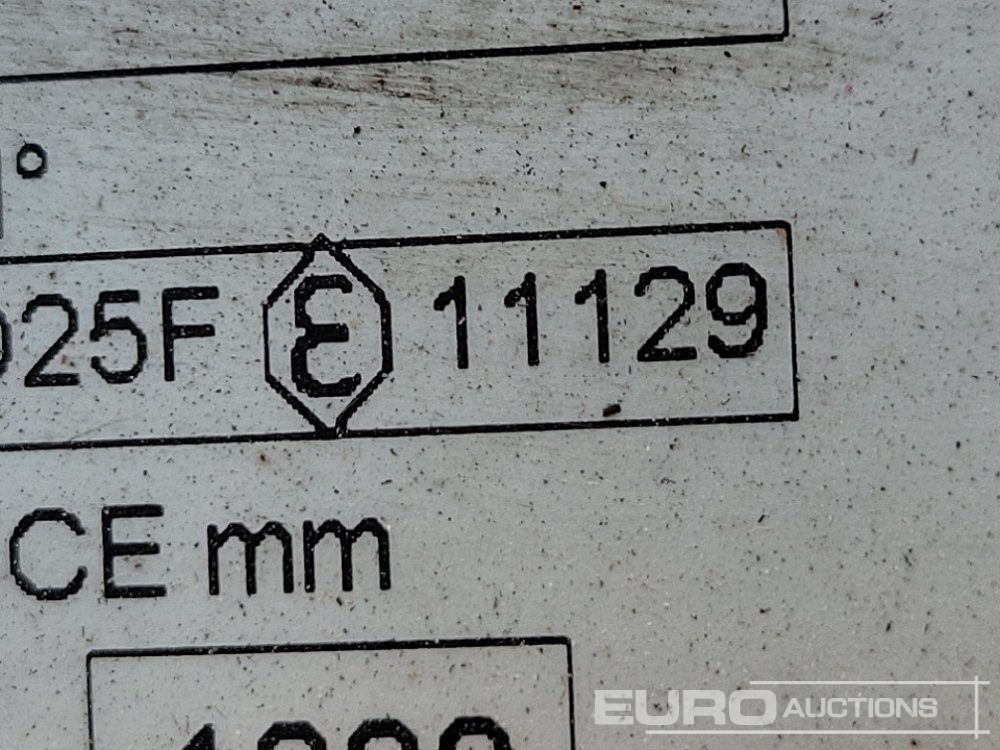 °
25F ε 11129
CE mm
EURO AUCTIONS